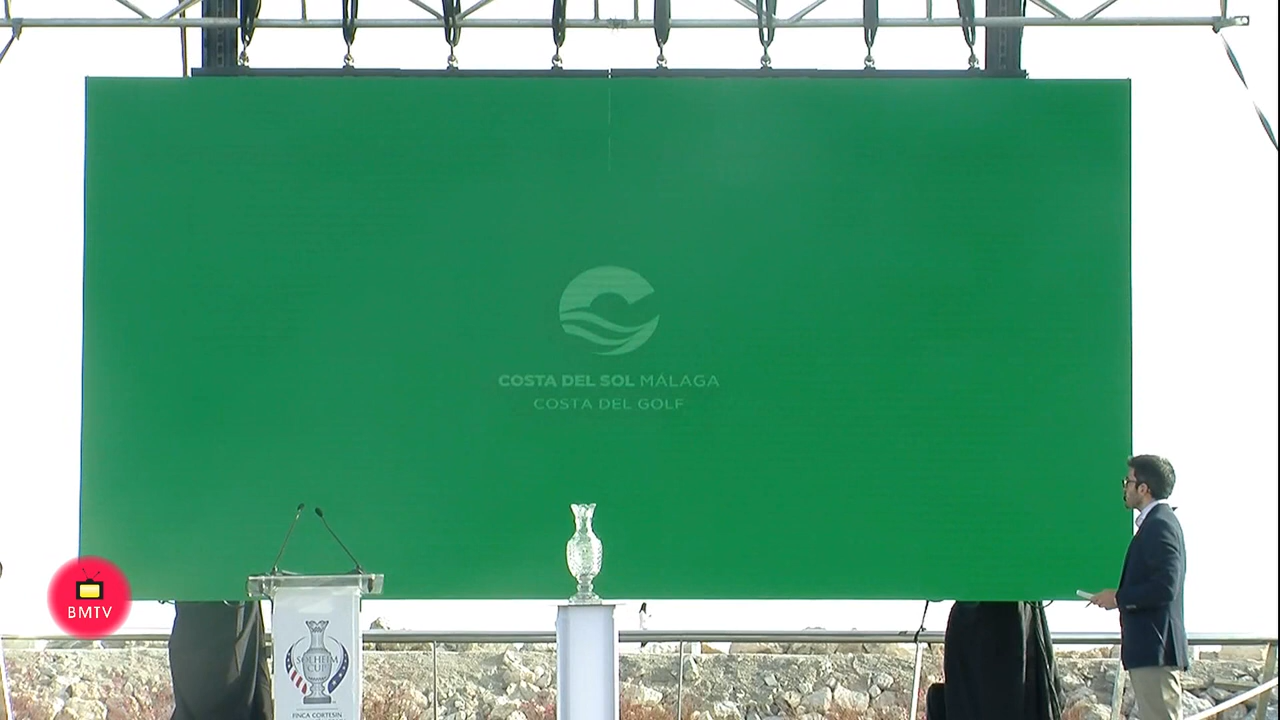 COSTA DEL SOL MÁLAGA
COSTA DEL GOLF
BMTV
SOLHEIM
CUP
FINCA CORTESIN